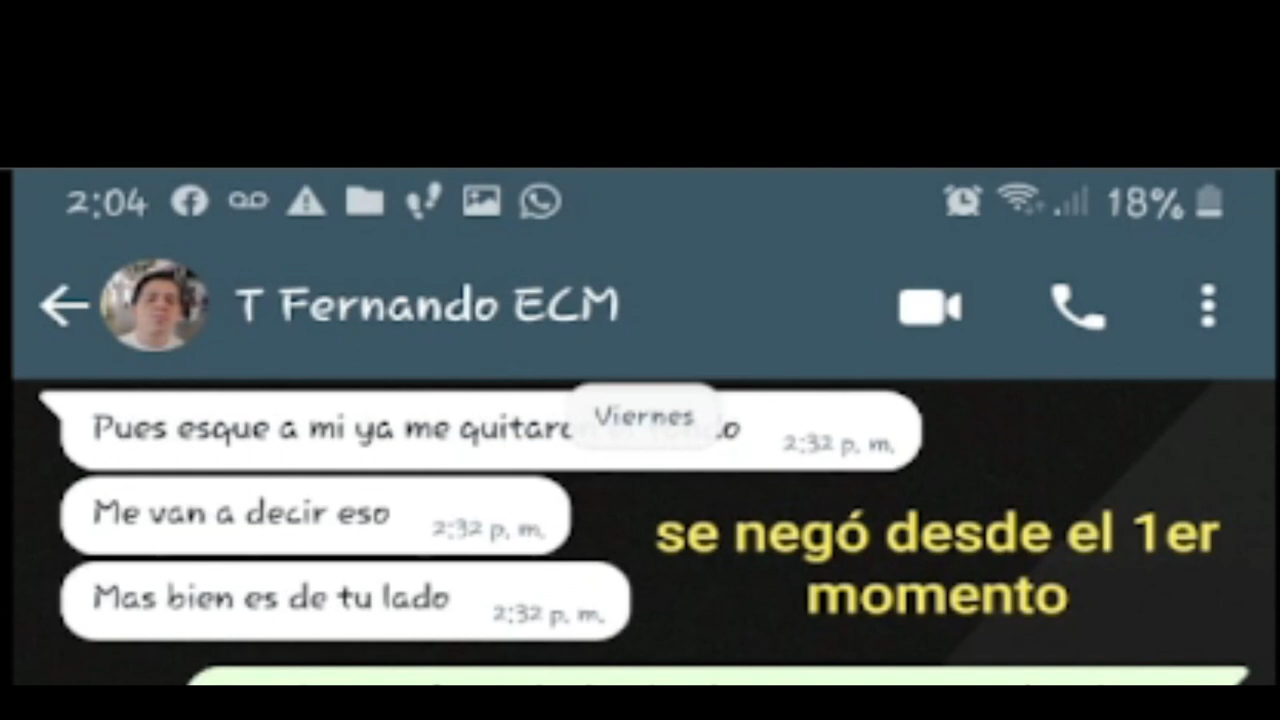 2:04 18%
T Fernando ECM
Viernes
Pues esque a mi ya me quitaron 2:32 p. m.
Me van a decir eso 2:32 p. m.
Mas bien es de tu lado 2:32 p. m.
se negó desde el 1er
momento